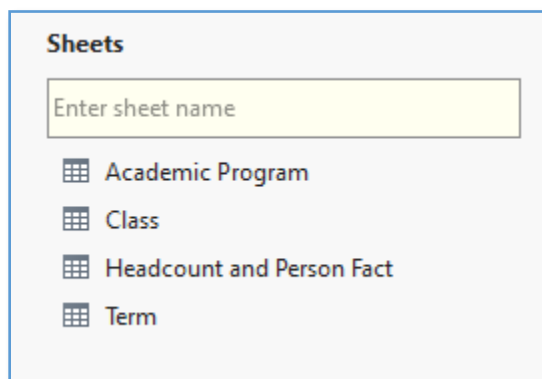 Sheets
Enter sheet name
Academic Program
Class
Headcount and Person Fact
Term